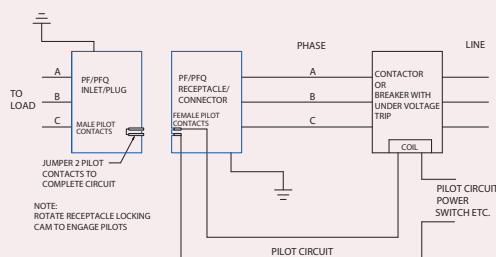 PHASE
LINE
A
B
C
TO
LOAD
PF/PFQ
INLET/PLUG
MALE PILOT
CONTACTS
PF/PFQ
RECEPTACLE/
CONNECTOR
FEMALE PILOT
CONTACTS
A
B
C
CONTACTOR
OR
BREAKER WITH
UNDER VOLTAGE
TRIP
COIL
JUMPER 2 PILOT
CONTACTS TO
COMPLETE CIRCUIT
NOTE:
ROTATE RECEPTACLE LOCKING
CAM TO ENGAGE PILOTS
PILOT CIRCUIT
POWER
SWITCH ETC.
PILOT CIRCUIT